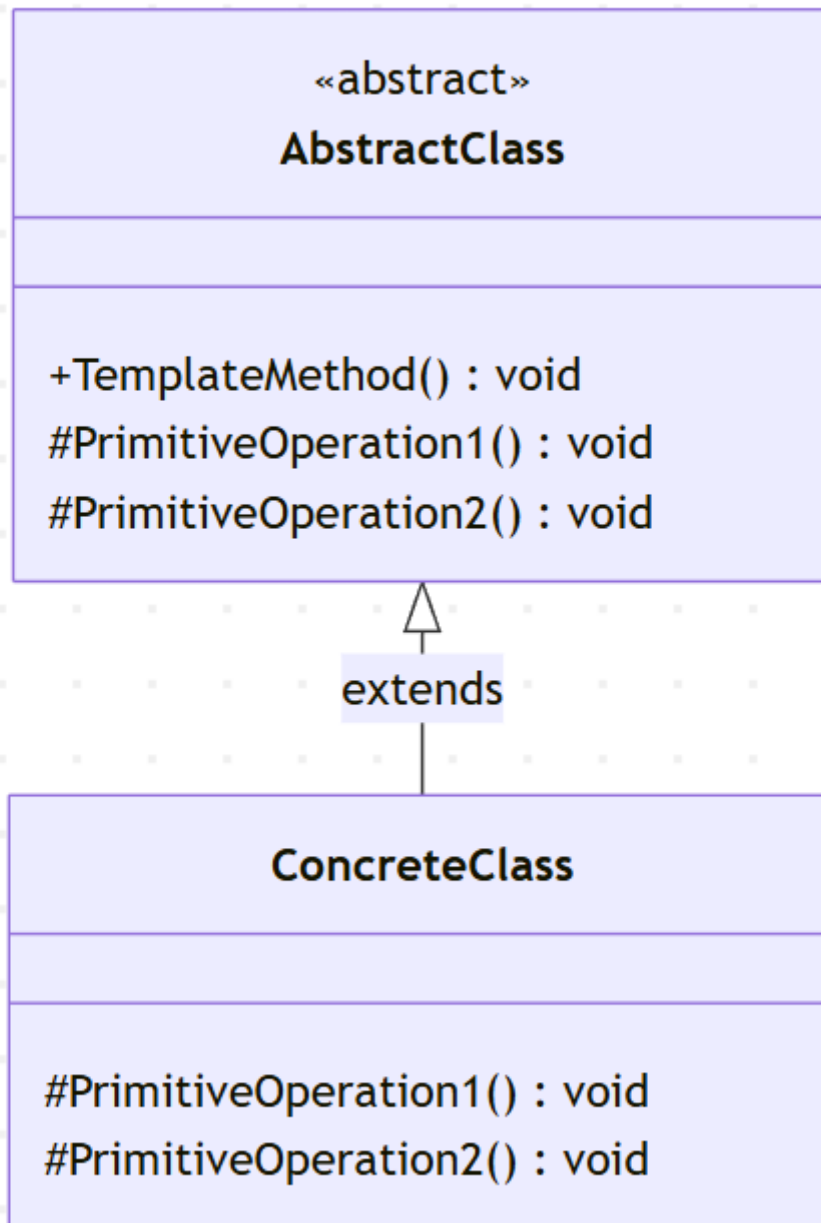 «abstract»
AbstractClass
+TemplateMethod() : void
#PrimitiveOperation1() : void
#PrimitiveOperation2() : void
extends
ConcreteClass
#PrimitiveOperation1() : void
#PrimitiveOperation2() : void